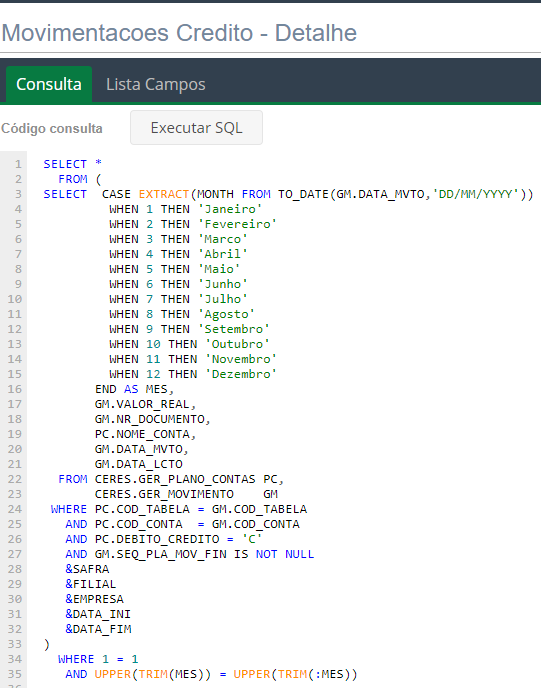 Movimentacoes Credito - Detalhe
Consulta Lista Campos
Código consulta Executar SQL
1 SELECT *
2 FROM (
3 SELECT CASE EXTRACT(MONTH FROM TO_DATE(GM.DATA_MVTO,'DD/MM/YYYY'))
4 WHEN 1 THEN 'Janeiro'
5 WHEN 2 THEN 'Fevereiro'
6 WHEN 3 THEN 'Marco'
7 WHEN 4 THEN 'Abril'
8 WHEN 5 THEN 'Maio'
9 WHEN 6 THEN 'Junho'
10 WHEN 7 THEN 'Julho'
11 WHEN 8 THEN 'Agosto'
12 WHEN 9 THEN 'Setembro'
13 WHEN 10 THEN 'Outubro'
14 WHEN 11 THEN 'Novembro'
15 WHEN 12 THEN 'Dezembro'
16 END AS MES,
17 GM.VALOR_REAL,
18 GM.NR_DOCUMENTO,
19 PC.NOME_CONTA,
20 GM.DATA_MVTO,
21 GM.DATA_LCTO
22 FROM CERES.GER_PLANO_CONTAS PC,
23 CERES.GER_MOVIMENTO GM
24 WHERE PC.COD_TABELA = GM.COD_TABELA
25 AND PC.COD_CONTA = GM.COD_CONTA
26 AND PC.DEBITO_CREDITO = 'C'
27 AND GM.SEQ_PLA_MOV_FIN IS NOT NULL
28 &SAFRA
29 &FILIAL
30 &EMPRESA
31 &DATA_INI
32 &DATA_FIM
33 )
34 WHERE 1 = 1
35 AND UPPER(TRIM(MES)) = UPPER(TRIM(:MES))